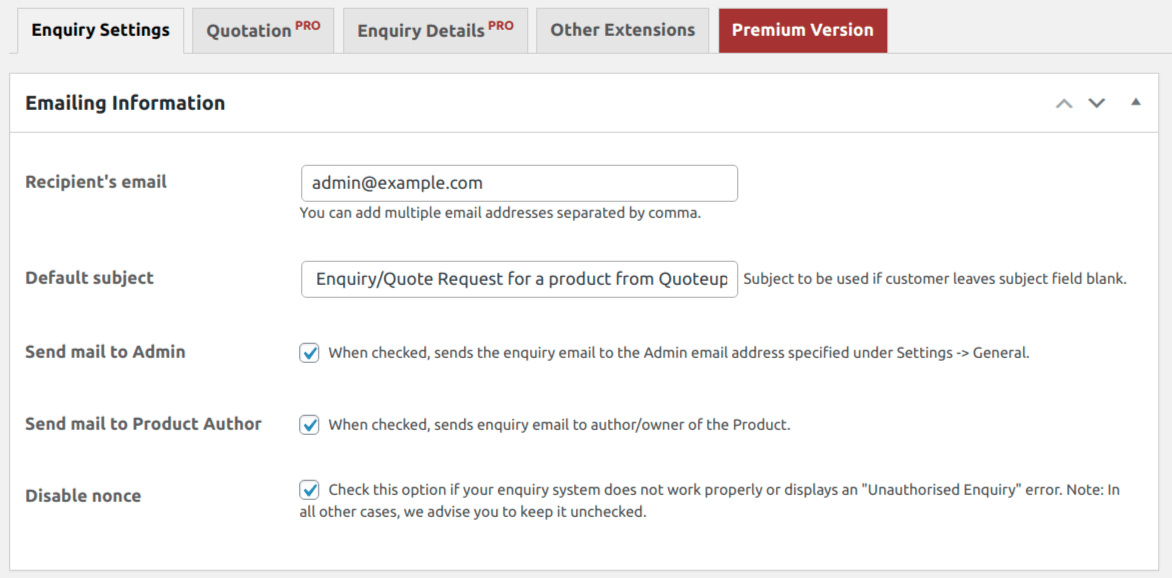 Enquiry Settings Quotation PRO Enquiry Details PRO Other Extensions Premium Version
Emailing Information
Recipient's email admin@example.com
You can add multiple email addresses separated by comma.
Default subject Enquiry/Quote Request for a product from Quoteup Subject to be used if customer leaves subject field blank.
Send mail to Admin When checked, sends the enquiry email to the Admin email address specified under Settings -> General.
Send mail to Product Author When checked, sends enquiry email to author/owner of the Product.
Disable nonce Check this option if your enquiry system does not work properly or displays an "Unauthorised Enquiry" error. Note: In
all other cases, we advise you to keep it unchecked.